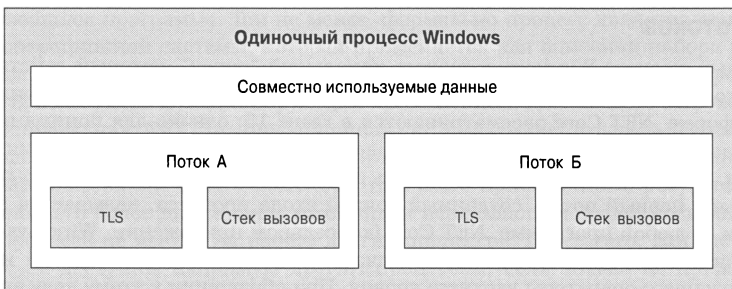 Одиночный процесс Windows
Совместно используемые данные
Поток А
Поток Б
TLS
Стек вызовов
TLS
Стек вызовов